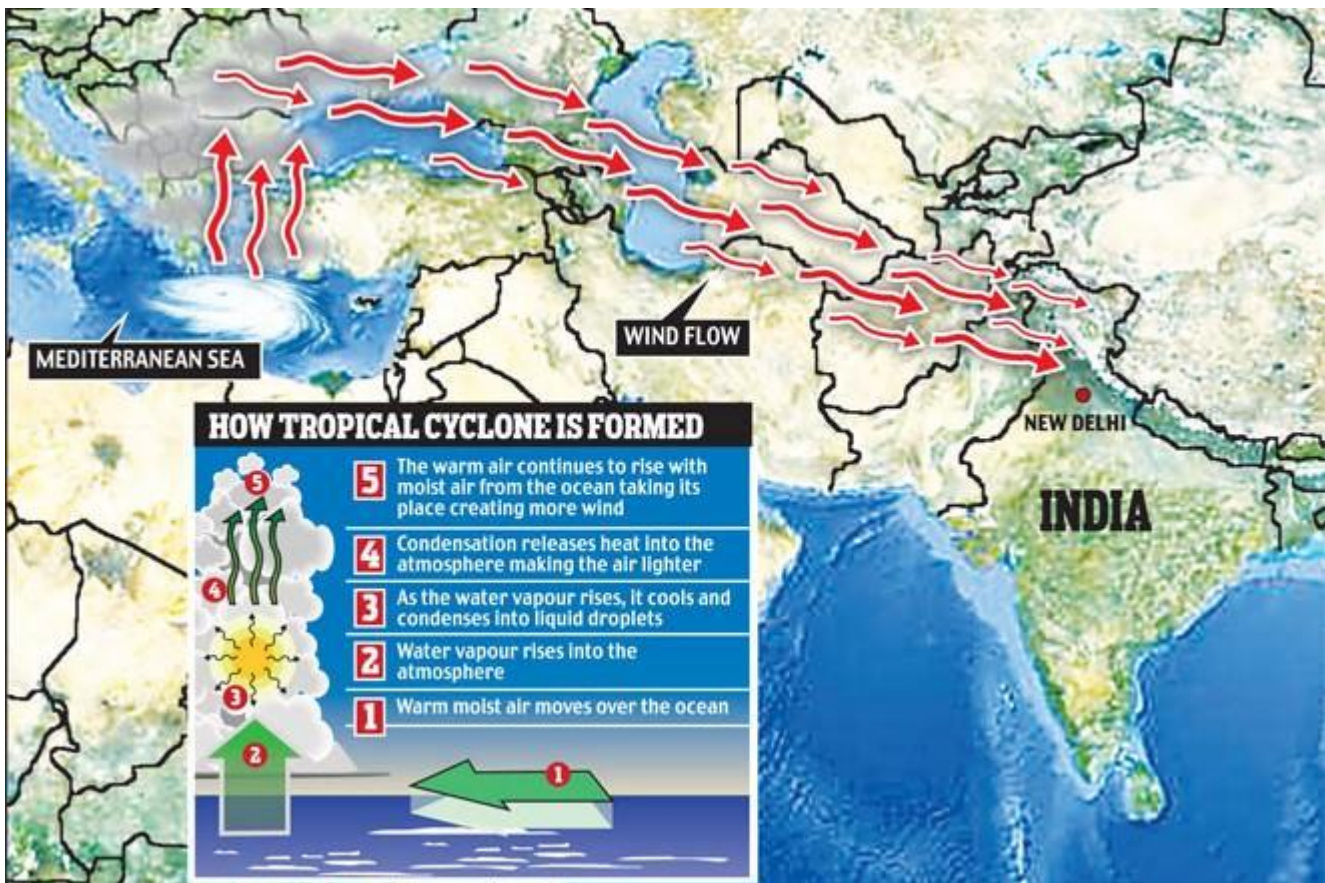 MEDITERRANEAN SEA
WIND FLOW
NEW DELHI
INDIA
HOW TROPICAL CYCLONE IS FORMED
5
The warm air continues to rise with
moist air from the ocean taking its
place creating more wind
4
Condensation releases heat into the
atmosphere making the air lighter
3
As the water vapour rises, it cools and
condenses into liquid droplets
2
Water vapour rises into the
atmosphere
1
Warm moist air moves over the ocean
5
4
3
2
1